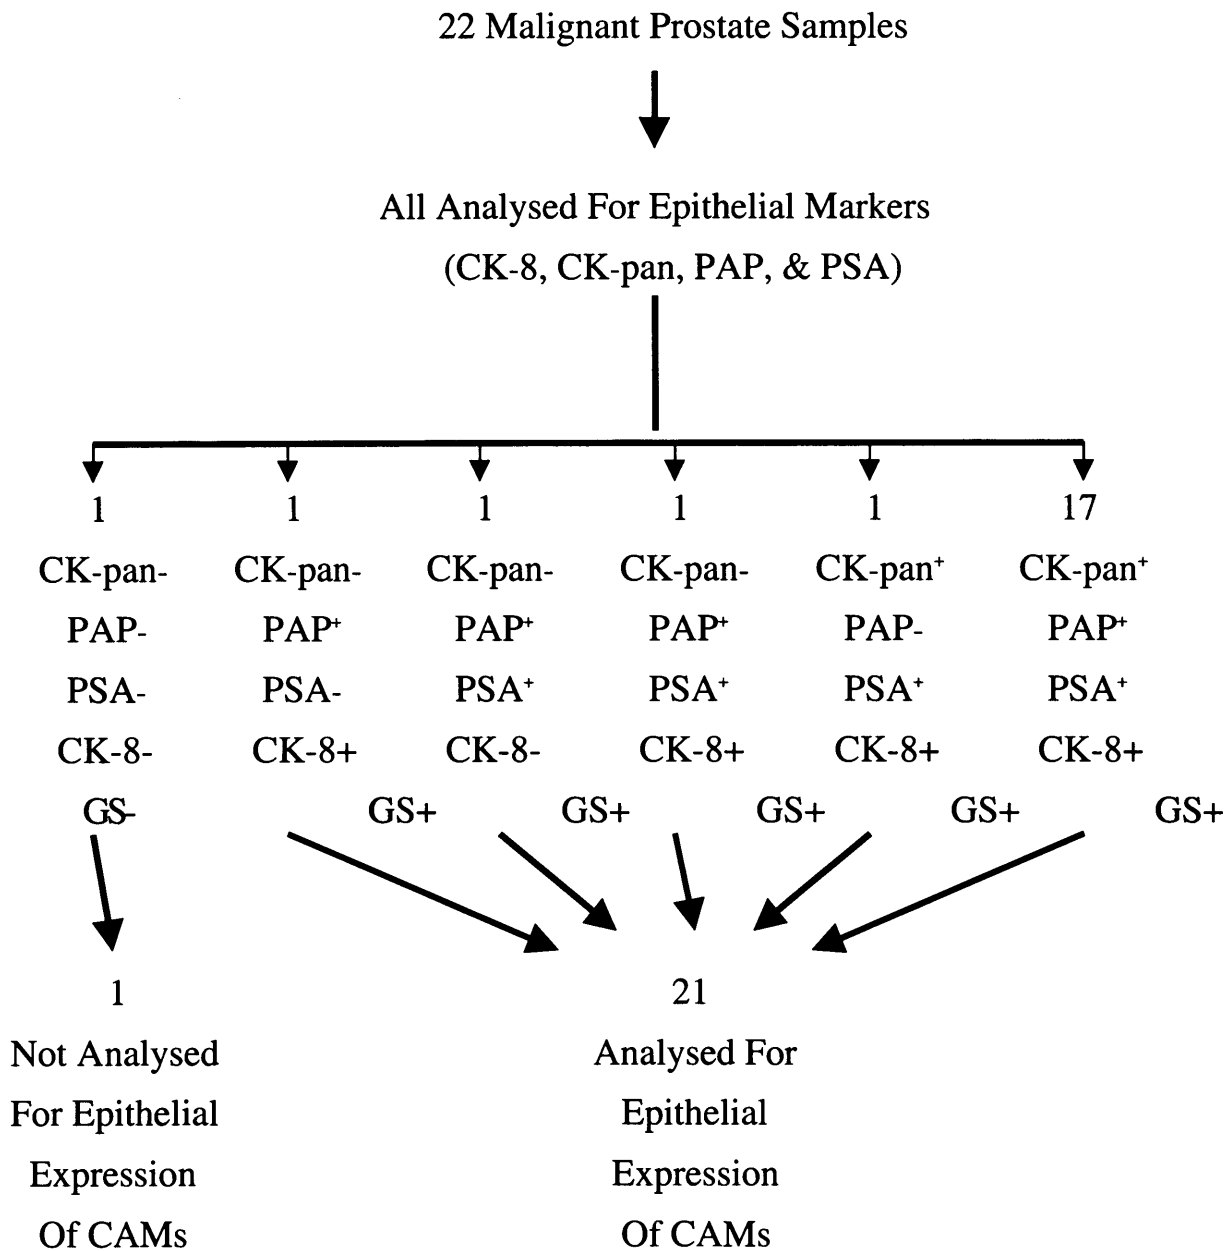 22 Malignant Prostate Samples
All Analysed For Epithelial Markers
(CK-8, CK-pan, PAP, & PSA)
1 1 1 1 1 17
CK-pan- CK-pan- CK-pan- CK-pan- CK-pan⁺ CK-pan⁺
PAP- PAP⁺ PAP⁺ PAP⁺ PAP- PAP⁺
PSA- PSA- PSA⁺ PSA⁺ PSA⁺ PSA⁺
CK-8- CK-8+ CK-8- CK-8+ CK-8+ CK-8+
GS- GS+ GS+ GS+ GS+ GS+
1 21
Not Analysed Analysed For
For Epithelial Epithelial
Expression Expression
Of CAMs Of CAMs